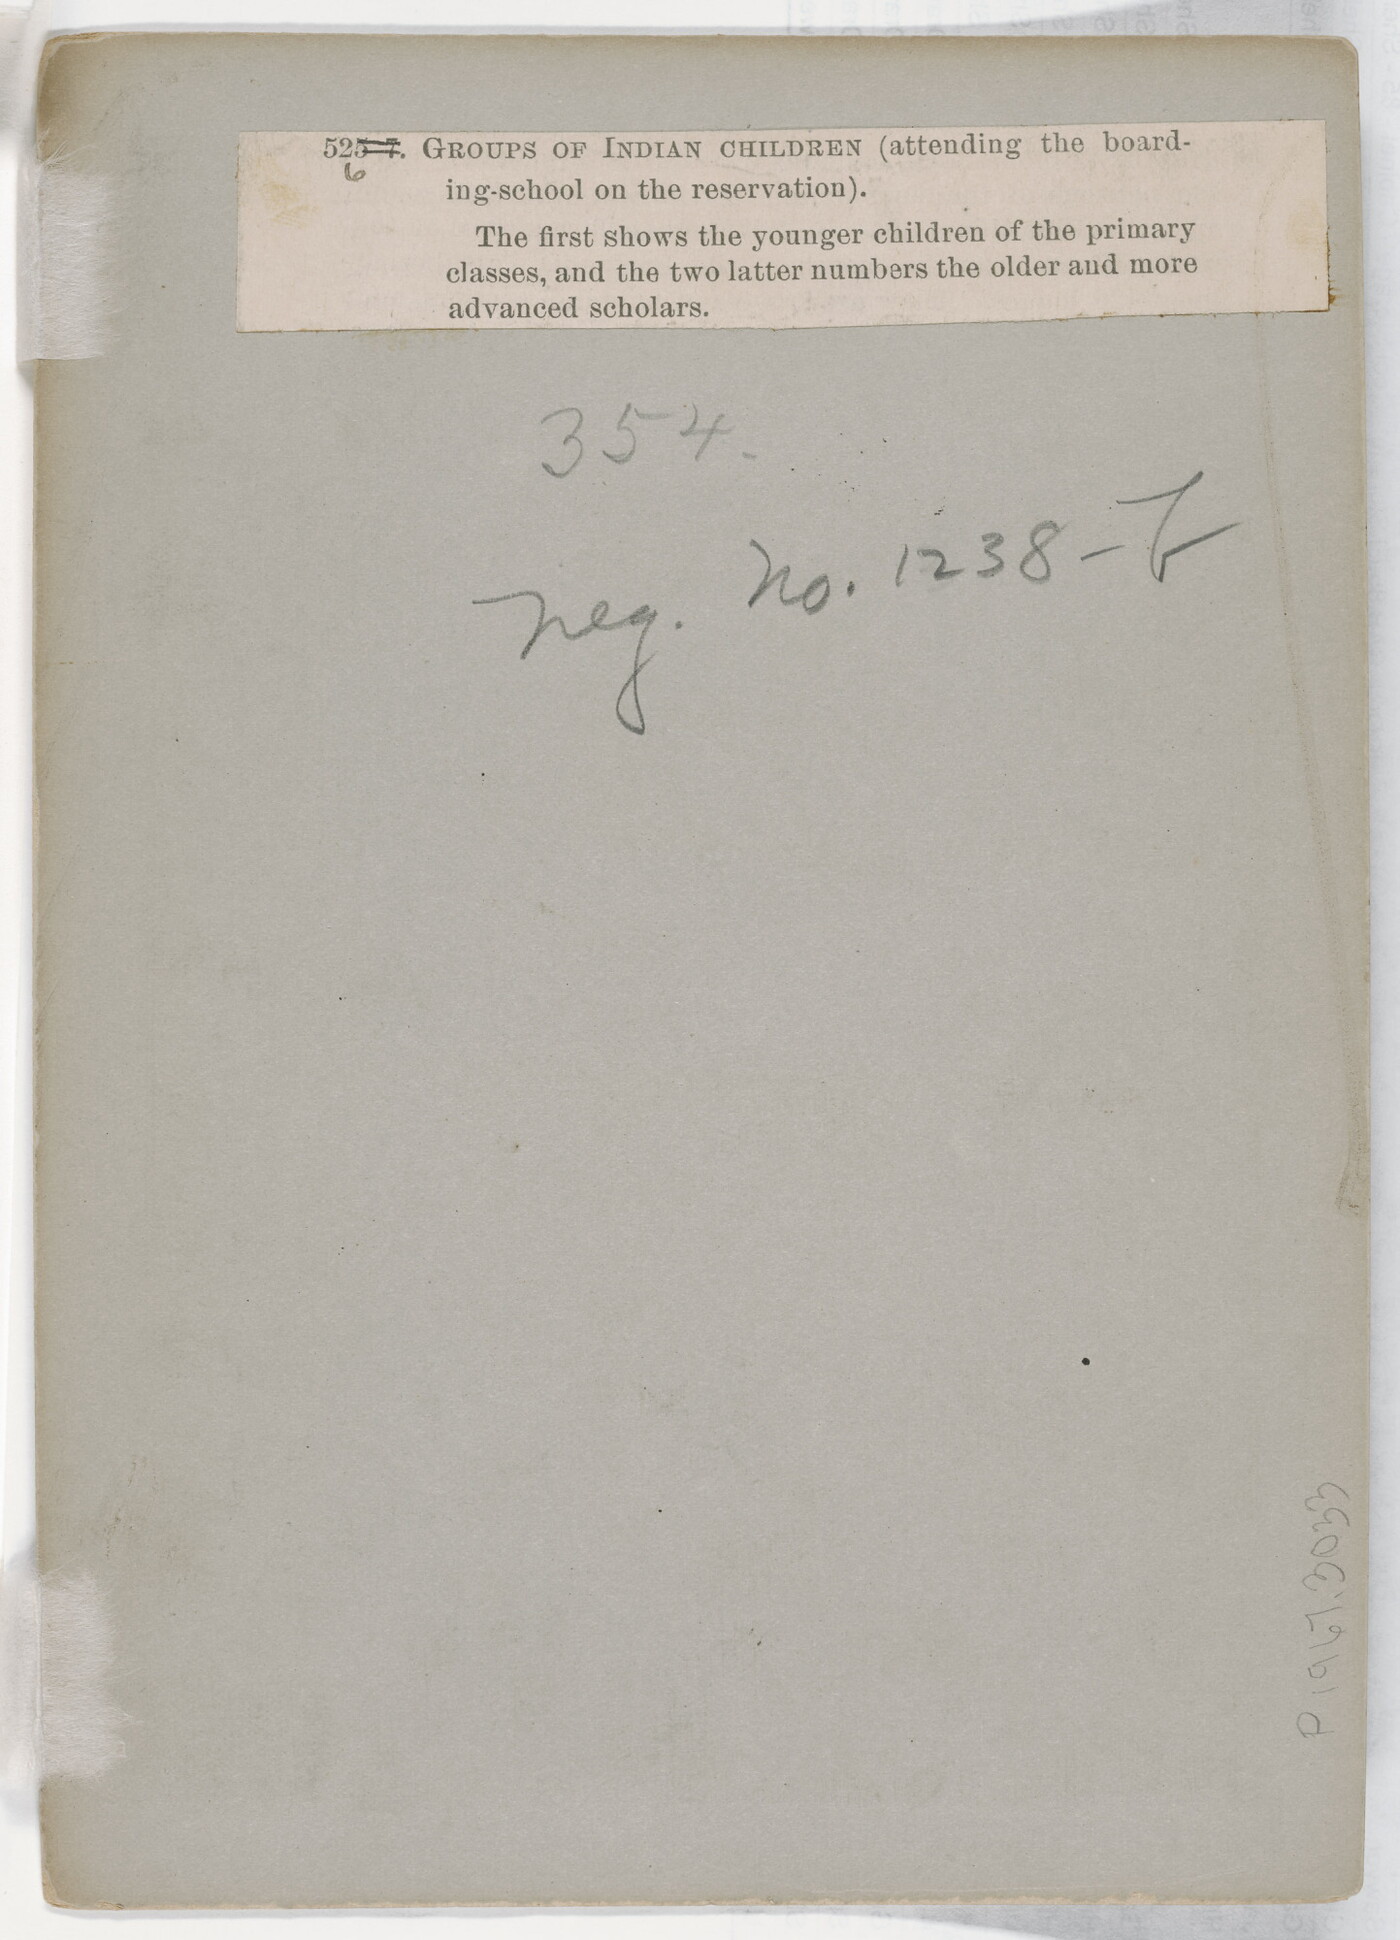 525-7. GROUPS OF INDIAN CHILDREN (attending the board-
6
ing-school on the reservation).
The first shows the younger children of the primary
classes, and the two latter numbers the older and more
advanced scholars.
354.
Neg. No. 1238-b
P19671.3033